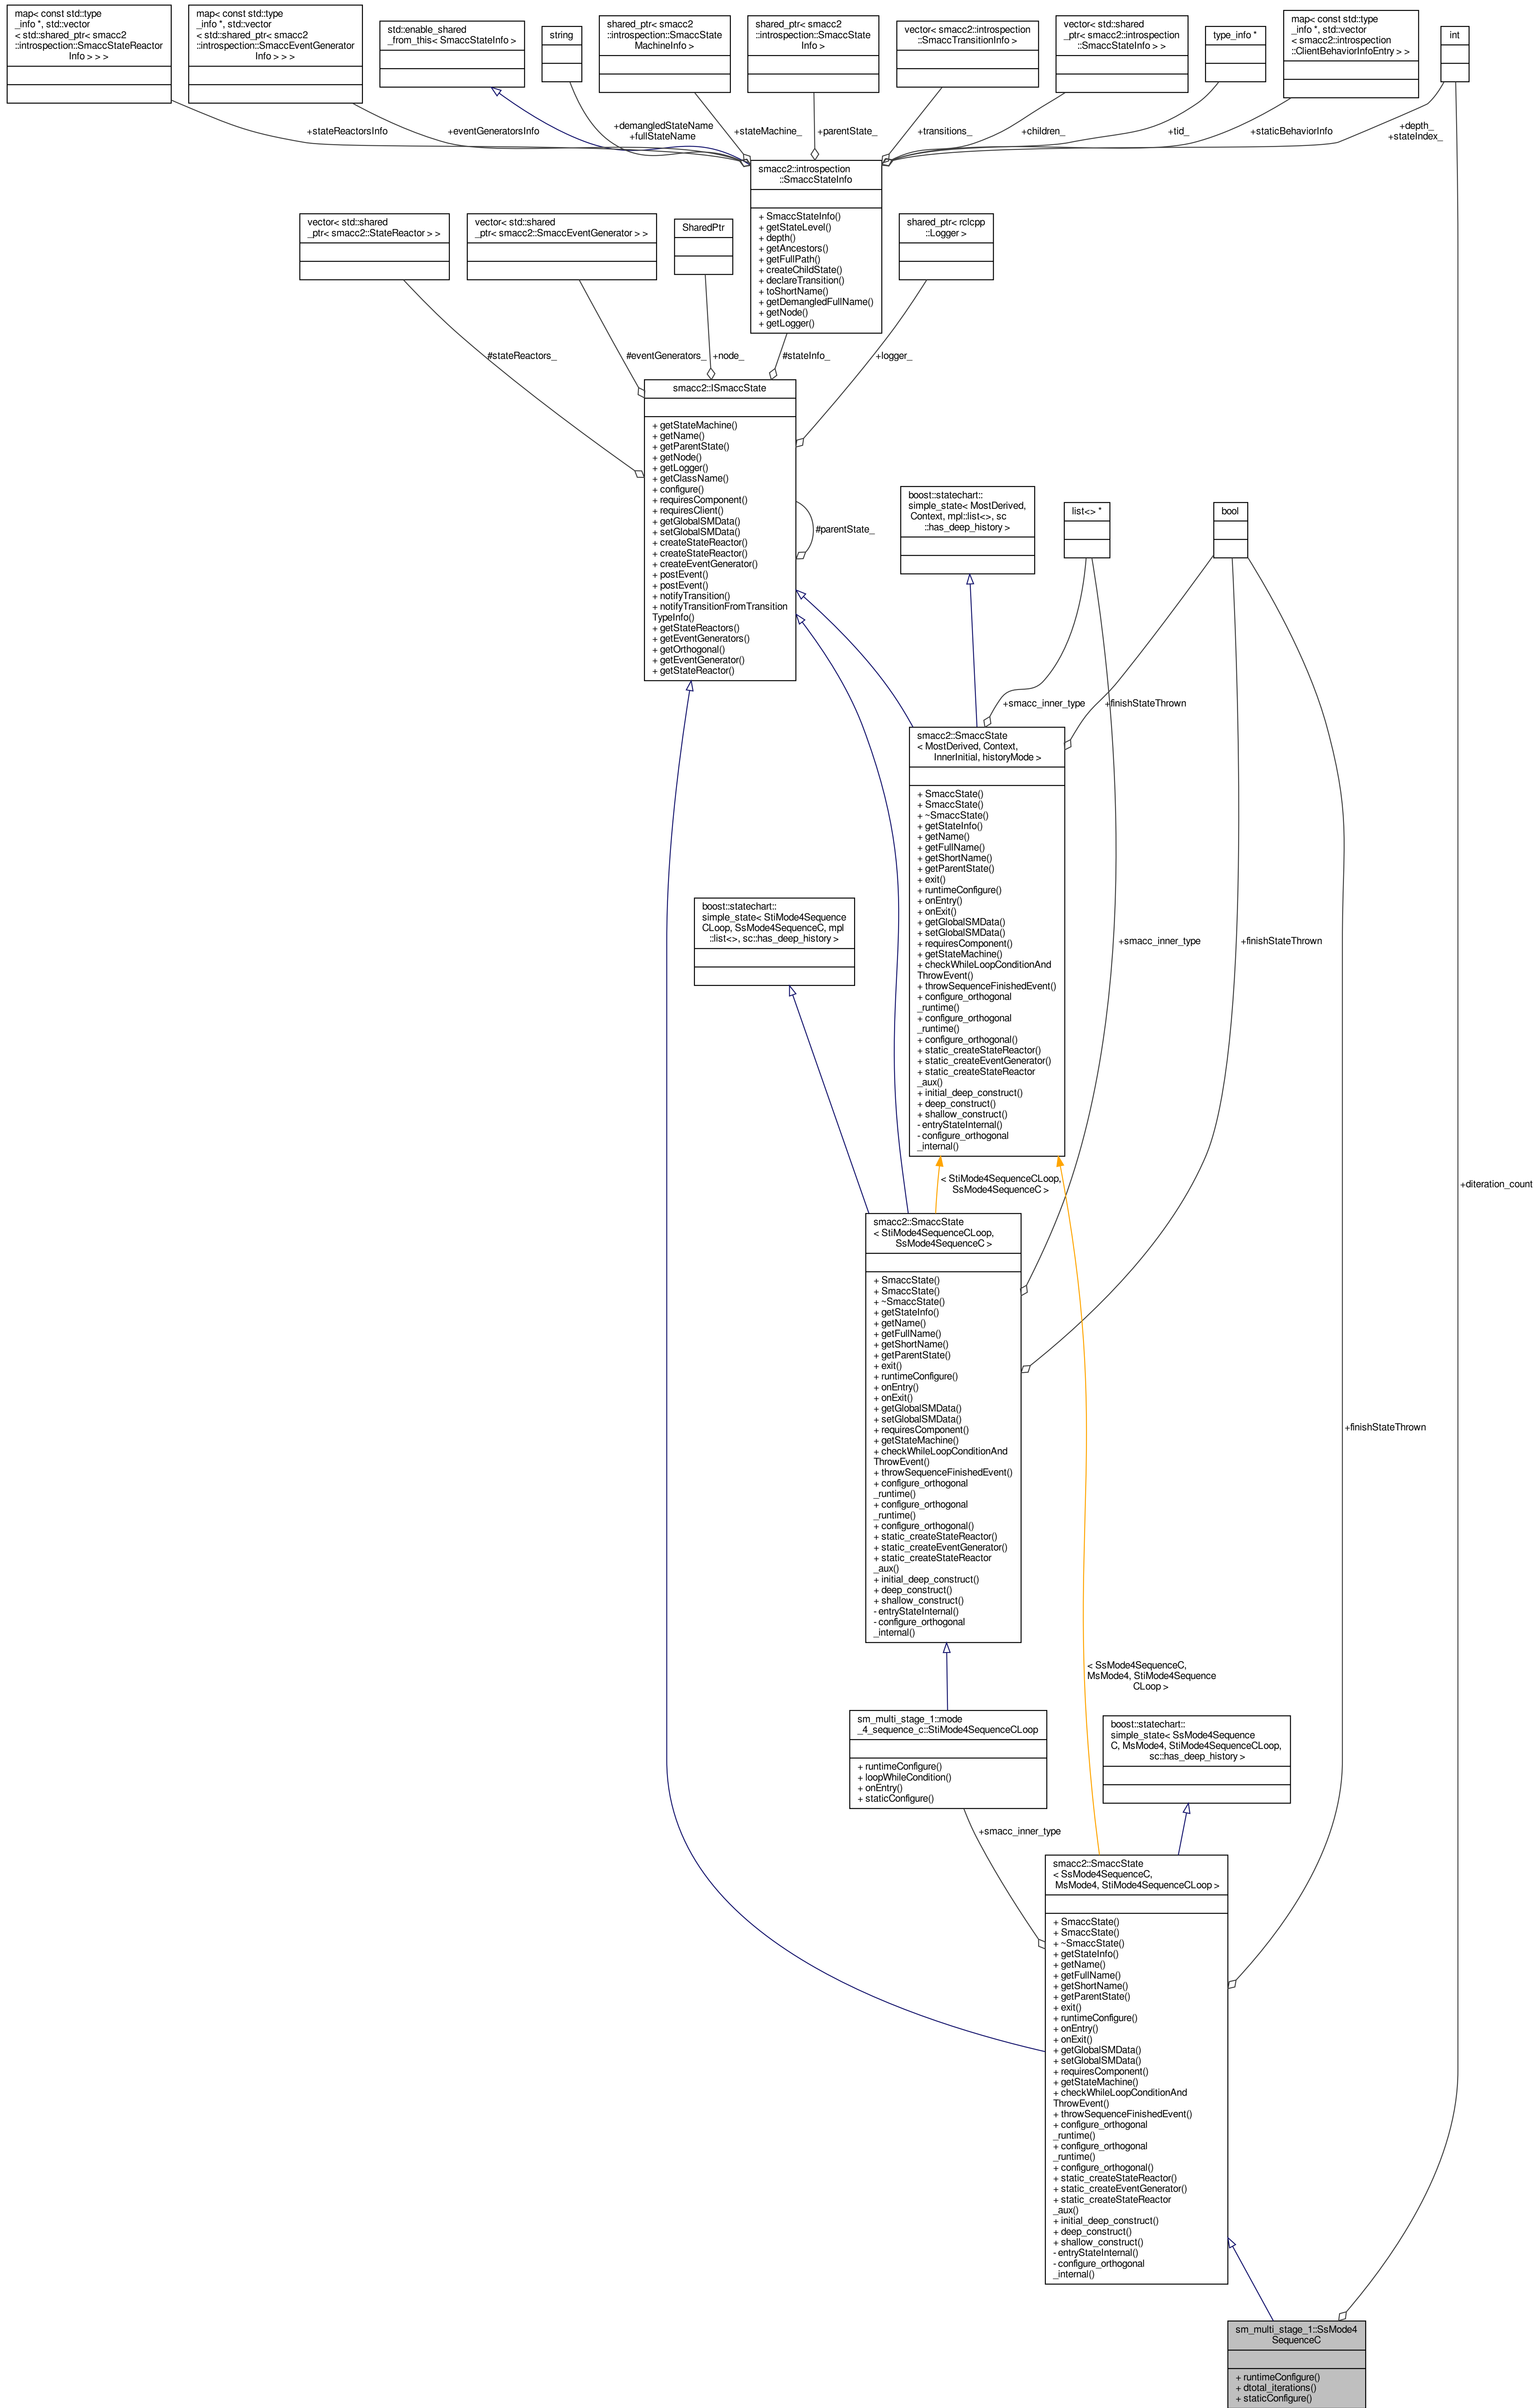 map< const std::type
_info *, std::vector
< std::shared_ptr< smacc2
::introspection::SmaccStateReactor
Info > > >
map< const std::type
_info *, std::vector
< std::shared_ptr< smacc2
::introspection::SmaccEventGenerator
Info > > >
std::enable_shared
_from_this< SmaccStateInfo >
string
shared_ptr< smacc2
::introspection::SmaccState
MachineInfo >
shared_ptr< smacc2
::introspection::SmaccState
Info >
vector< smacc2::introspection
::SmaccTransitionInfo >
vector< std::shared
_ptr< smacc2::introspection
::SmaccStateInfo > >
type_info *
map< const std::type
_info *, std::vector
< smacc2::introspection
::ClientBehaviorInfoEntry > >
int
+stateReactorsInfo
+eventGeneratorsInfo
+demangledStateName
+fullStateName
+stateMachine_
+parentState_
+transitions_
+children_
+tid_
+staticBehaviorInfo
+depth_
+stateIndex_
smacc2::introspection
::SmaccStateInfo
+ SmaccStateInfo()
+ getStateLevel()
+ depth()
+ getAncestors()
+ getFullPath()
+ createChildState()
+ declareTransition()
+ toShortName()
+ getDemangledFullName()
+ getNode()
+ getLogger()
vector< std::shared
_ptr< smacc2::StateReactor > >
vector< std::shared
_ptr< smacc2::SmaccEventGenerator > >
SharedPtr
shared_ptr< rclcpp
::Logger >
#stateReactors_
#eventGenerators_
+node_
#stateInfo_
+logger_
smacc2::ISmaccState
+ getStateMachine()
+ getName()
+ getParentState()
+ getNode()
+ getLogger()
+ getClassName()
+ configure()
+ requiresComponent()
+ requiresClient()
+ getGlobalSMData()
+ setGlobalSMData()
+ createStateReactor()
+ createStateReactor()
+ createEventGenerator()
+ postEvent()
+ postEvent()
+ notifyTransition()
+ notifyTransitionFromTransition
TypeInfo()
+ getStateReactors()
+ getEventGenerators()
+ getOrthogonal()
+ getEventGenerator()
+ getStateReactor()
#parentState_
boost::statechart::
simple_state< MostDerived,
Context, mpl::list<>, sc
::has_deep_history >
list<> *
bool
+smacc_inner_type
+finishStateThrown
smacc2::SmaccState
< MostDerived, Context,
InnerInitial, historyMode >
+ SmaccState()
+ SmaccState()
+ ~SmaccState()
+ getStateInfo()
+ getName()
+ getFullName()
+ getShortName()
+ getParentState()
+ exit()
+ runtimeConfigure()
+ onEntry()
+ onExit()
+ getGlobalSMData()
+ setGlobalSMData()
+ requiresComponent()
+ getStateMachine()
+ checkWhileLoopConditionAnd
ThrowEvent()
+ throwSequenceFinishedEvent()
+ configure_orthogonal
_runtime()
+ configure_orthogonal
_runtime()
+ configure_orthogonal()
+ static_createStateReactor()
+ static_createEventGenerator()
+ static_createStateReactor
_aux()
+ initial_deep_construct()
+ deep_construct()
+ shallow_construct()
- entryStateInternal()
- configure_orthogonal
_internal()
boost::statechart::
simple_state< StiMode4Sequence
CLoop, SsMode4SequenceC, mpl
::list<>, sc::has_deep_history >
+smacc_inner_type
+finishStateThrown
< StiMode4SequenceCLoop,
SsMode4SequenceC >
+diteration_count
smacc2::SmaccState
< StiMode4SequenceCLoop,
SsMode4SequenceC >
+ SmaccState()
+ SmaccState()
+ ~SmaccState()
+ getStateInfo()
+ getName()
+ getFullName()
+ getShortName()
+ getParentState()
+ exit()
+ runtimeConfigure()
+ onEntry()
+ onExit()
+ getGlobalSMData()
+ setGlobalSMData()
+ requiresComponent()
+ getStateMachine()
+ checkWhileLoopConditionAnd
ThrowEvent()
+ throwSequenceFinishedEvent()
+ configure_orthogonal
_runtime()
+ configure_orthogonal
_runtime()
+ configure_orthogonal()
+ static_createStateReactor()
+ static_createEventGenerator()
+ static_createStateReactor
_aux()
+ initial_deep_construct()
+ deep_construct()
+ shallow_construct()
- entryStateInternal()
- configure_orthogonal
_internal()
+finishStateThrown
< SsMode4SequenceC,
MsMode4, StiMode4Sequence
CLoop >
sm_multi_stage_1::mode
_4_sequence_c::StiMode4SequenceCLoop
+ runtimeConfigure()
+ loopWhileCondition()
+ onEntry()
+ staticConfigure()
boost::statechart::
simple_state< SsMode4Sequence
C, MsMode4, StiMode4SequenceCLoop,
sc::has_deep_history >
+smacc_inner_type
smacc2::SmaccState
< SsMode4SequenceC,
MsMode4, StiMode4SequenceCLoop >
+ SmaccState()
+ SmaccState()
+ ~SmaccState()
+ getStateInfo()
+ getName()
+ getFullName()
+ getShortName()
+ getParentState()
+ exit()
+ runtimeConfigure()
+ onEntry()
+ onExit()
+ getGlobalSMData()
+ setGlobalSMData()
+ requiresComponent()
+ getStateMachine()
+ checkWhileLoopConditionAnd
ThrowEvent()
+ throwSequenceFinishedEvent()
+ configure_orthogonal
_runtime()
+ configure_orthogonal
_runtime()
+ configure_orthogonal()
+ static_createStateReactor()
+ static_createEventGenerator()
+ static_createStateReactor
_aux()
+ initial_deep_construct()
+ deep_construct()
+ shallow_construct()
- entryStateInternal()
- configure_orthogonal
_internal()
sm_multi_stage_1::SsMode4
SequenceC
+ runtimeConfigure()
+ dtotal_iterations()
+ staticConfigure()